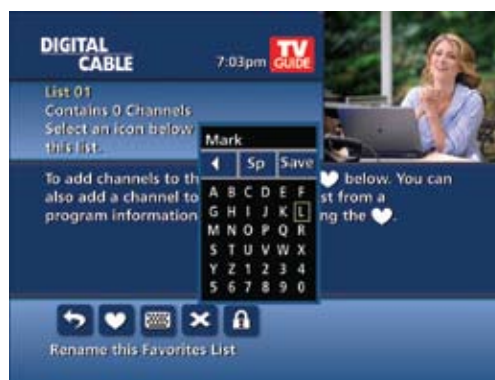 DIGITAL
CABLE
7:03pm
TV
GUIDE
List 01
Contains 0 Channels
Select an icon below
this list.
Mark
Sp Save
A B C D E F
G H I J K L
M N O P Q R
S T U V W X
Y Z 1 2 3 4
5 6 7 8 9 0
To add channels to th below. You can
also add a channel to st from a
program information ng the
Rename this Favorites List